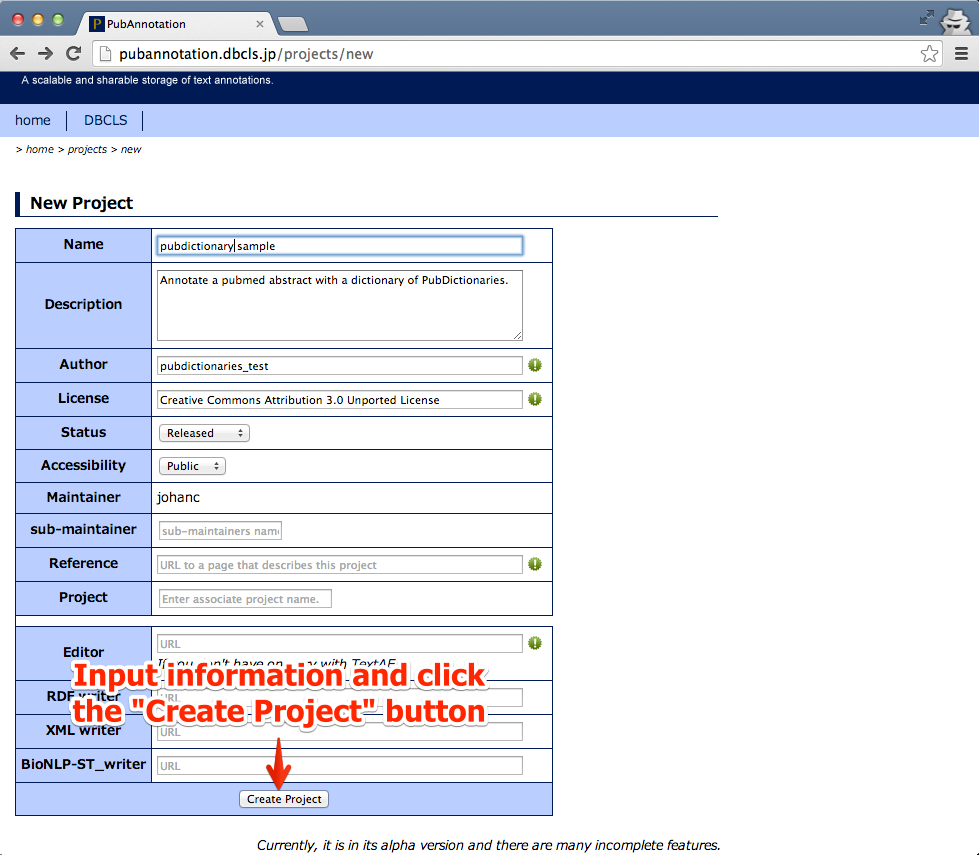 PubAnnotation
pubannotation.dbcls.jp/projects/new
A scalable and sharable storage of text annotations.
home DBCLS
> home > projects > new
New Project
Name pubdictionary sample
Description Annotate a pubmed abstract with a dictionary of PubDictionaries.
Author pubdictionaries_test
License Creative Commons Attribution 3.0 Unported License
Status Released
Accessibility Public
Maintainer johanc
sub-maintainer sub-maintainers name
Reference URL to a page that describes this project
Project Enter associate project name.
Editor URL
If you don't have one, try with TextAE
Input information and click
the "Create Project" button
RDF writer URL
XML writer URL
BioNLP-ST_writer URL
Create Project
Currently, it is in its alpha version and there are many incomplete features.